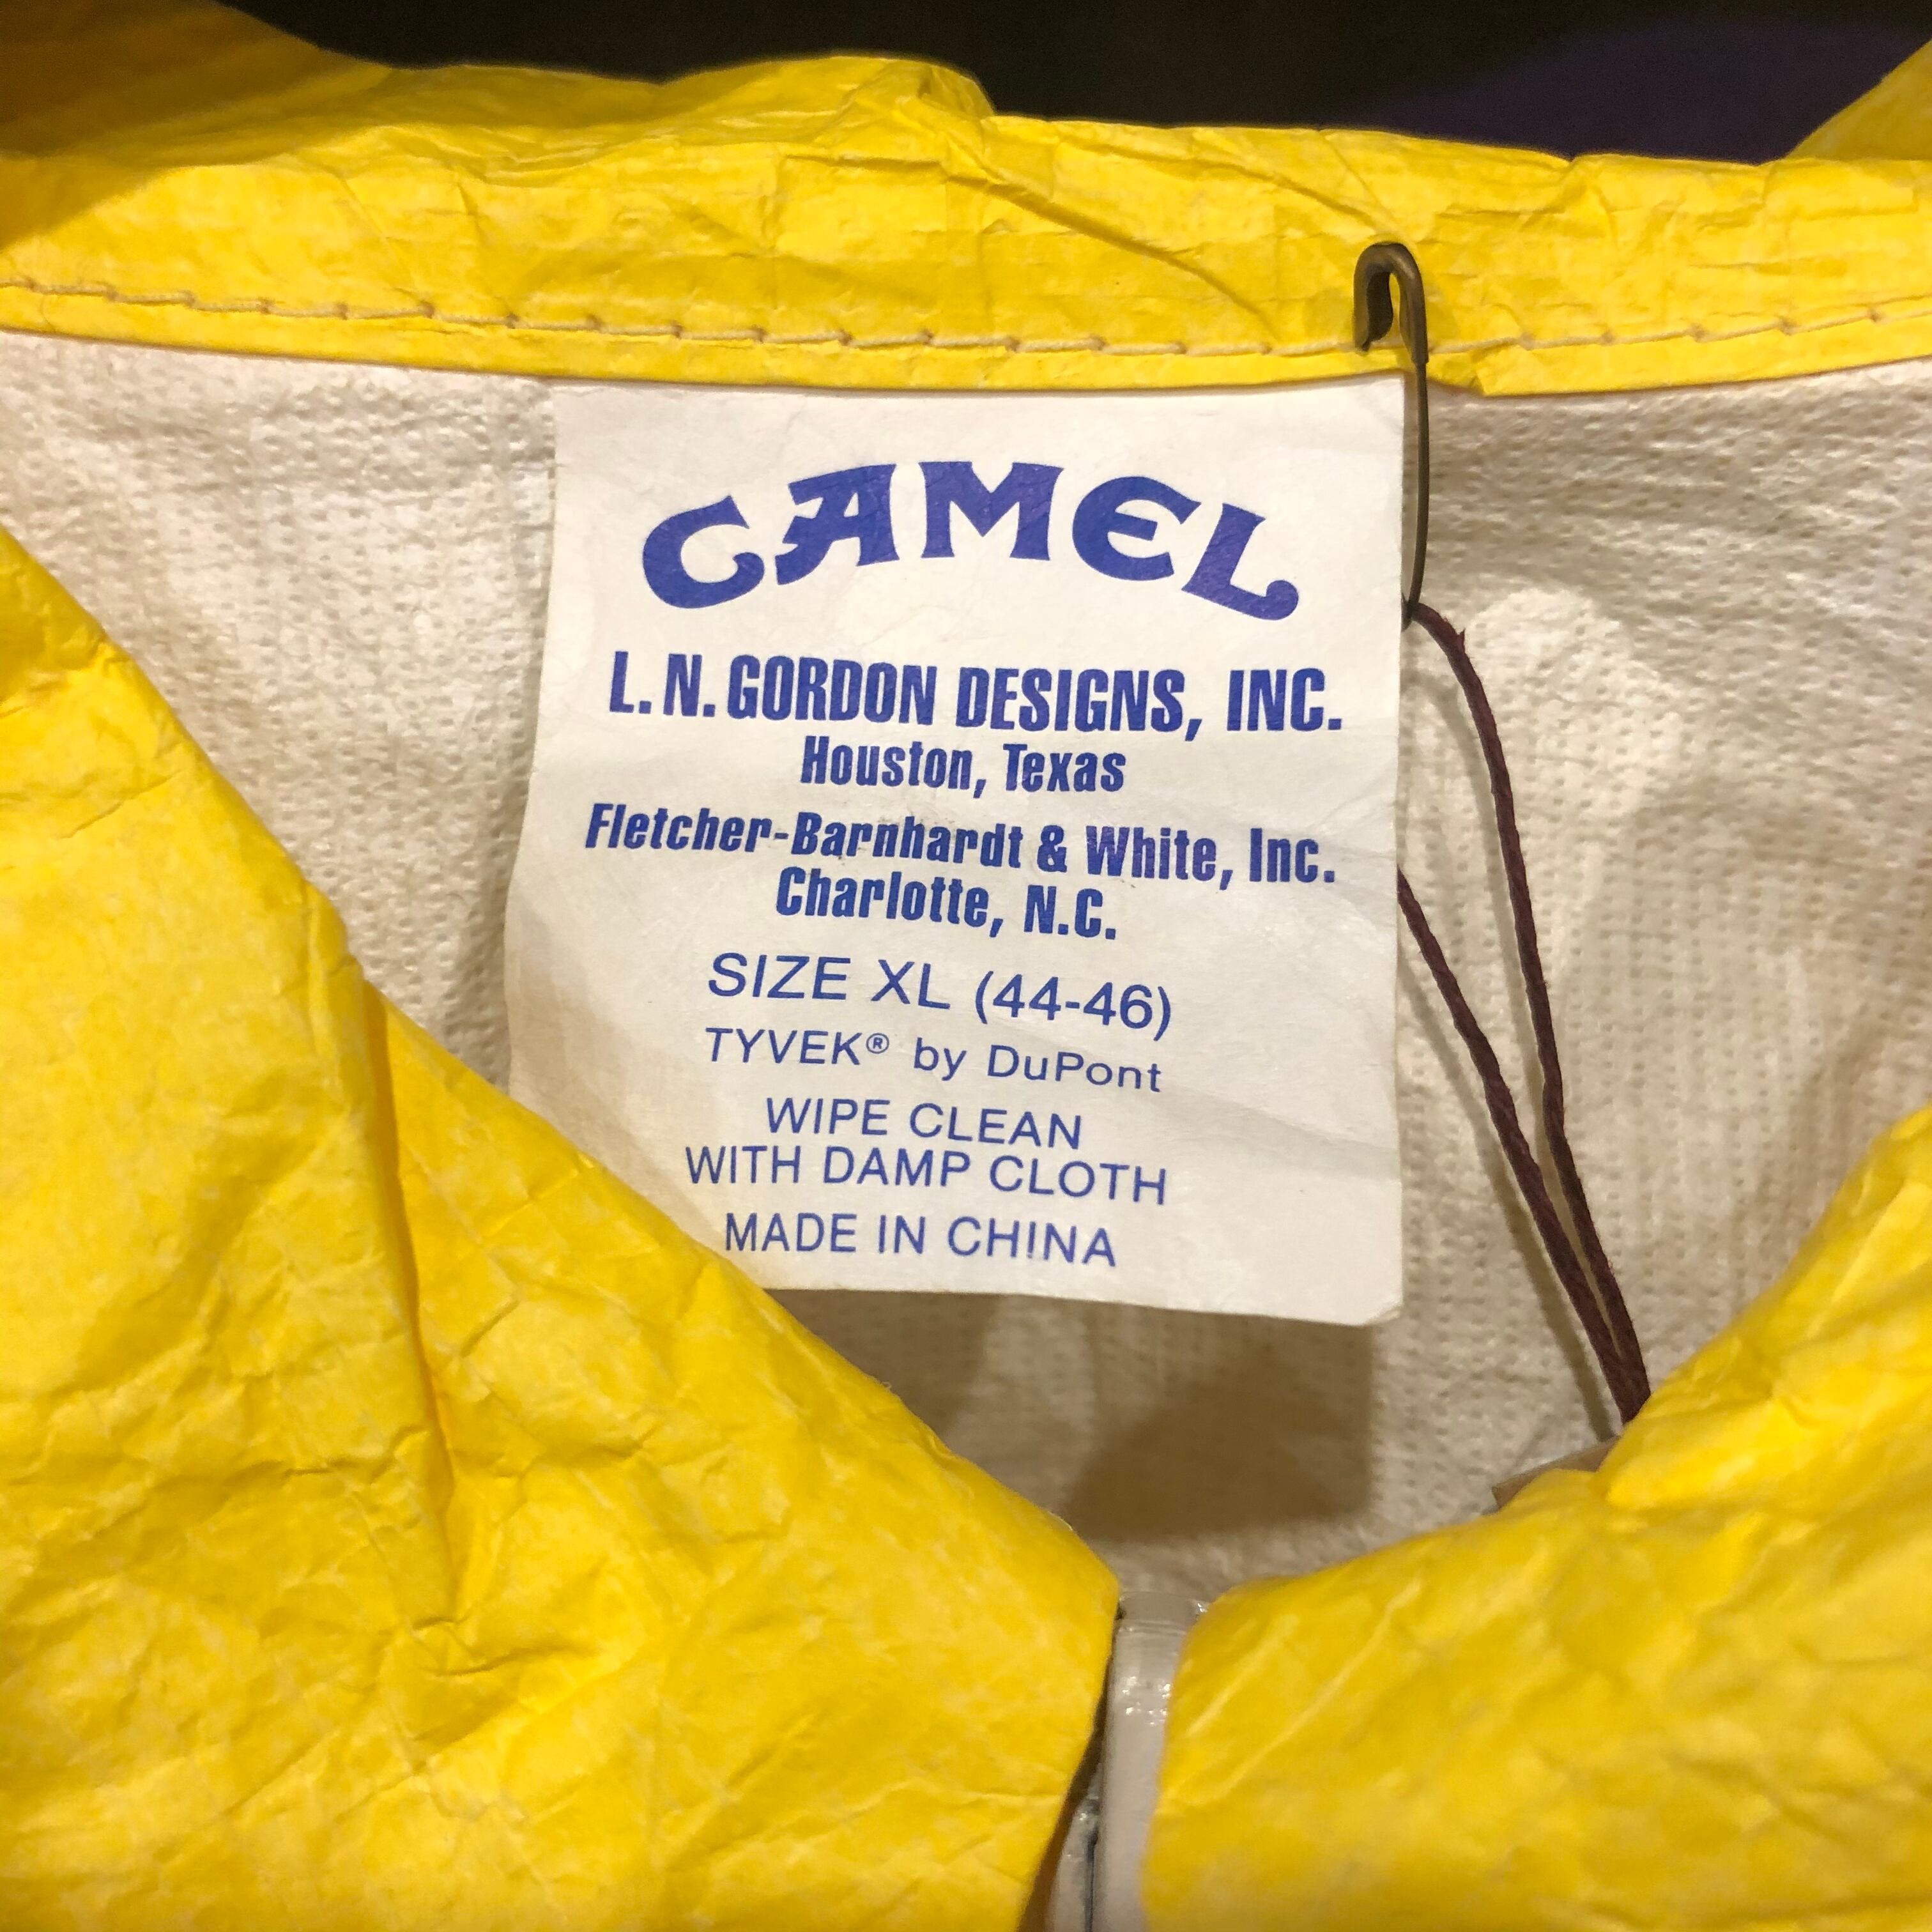 CAMEL
L. N. GORDON DESIGNS, INC.
Houston, Texas
Fletcher-Barnhardt & White, Inc.
Charlotte, N.C.
SIZE XL (44-46)
TYVEK® by DuPont
WIPE CLEAN
WITH DAMP CLOTH
MADE IN CHINA